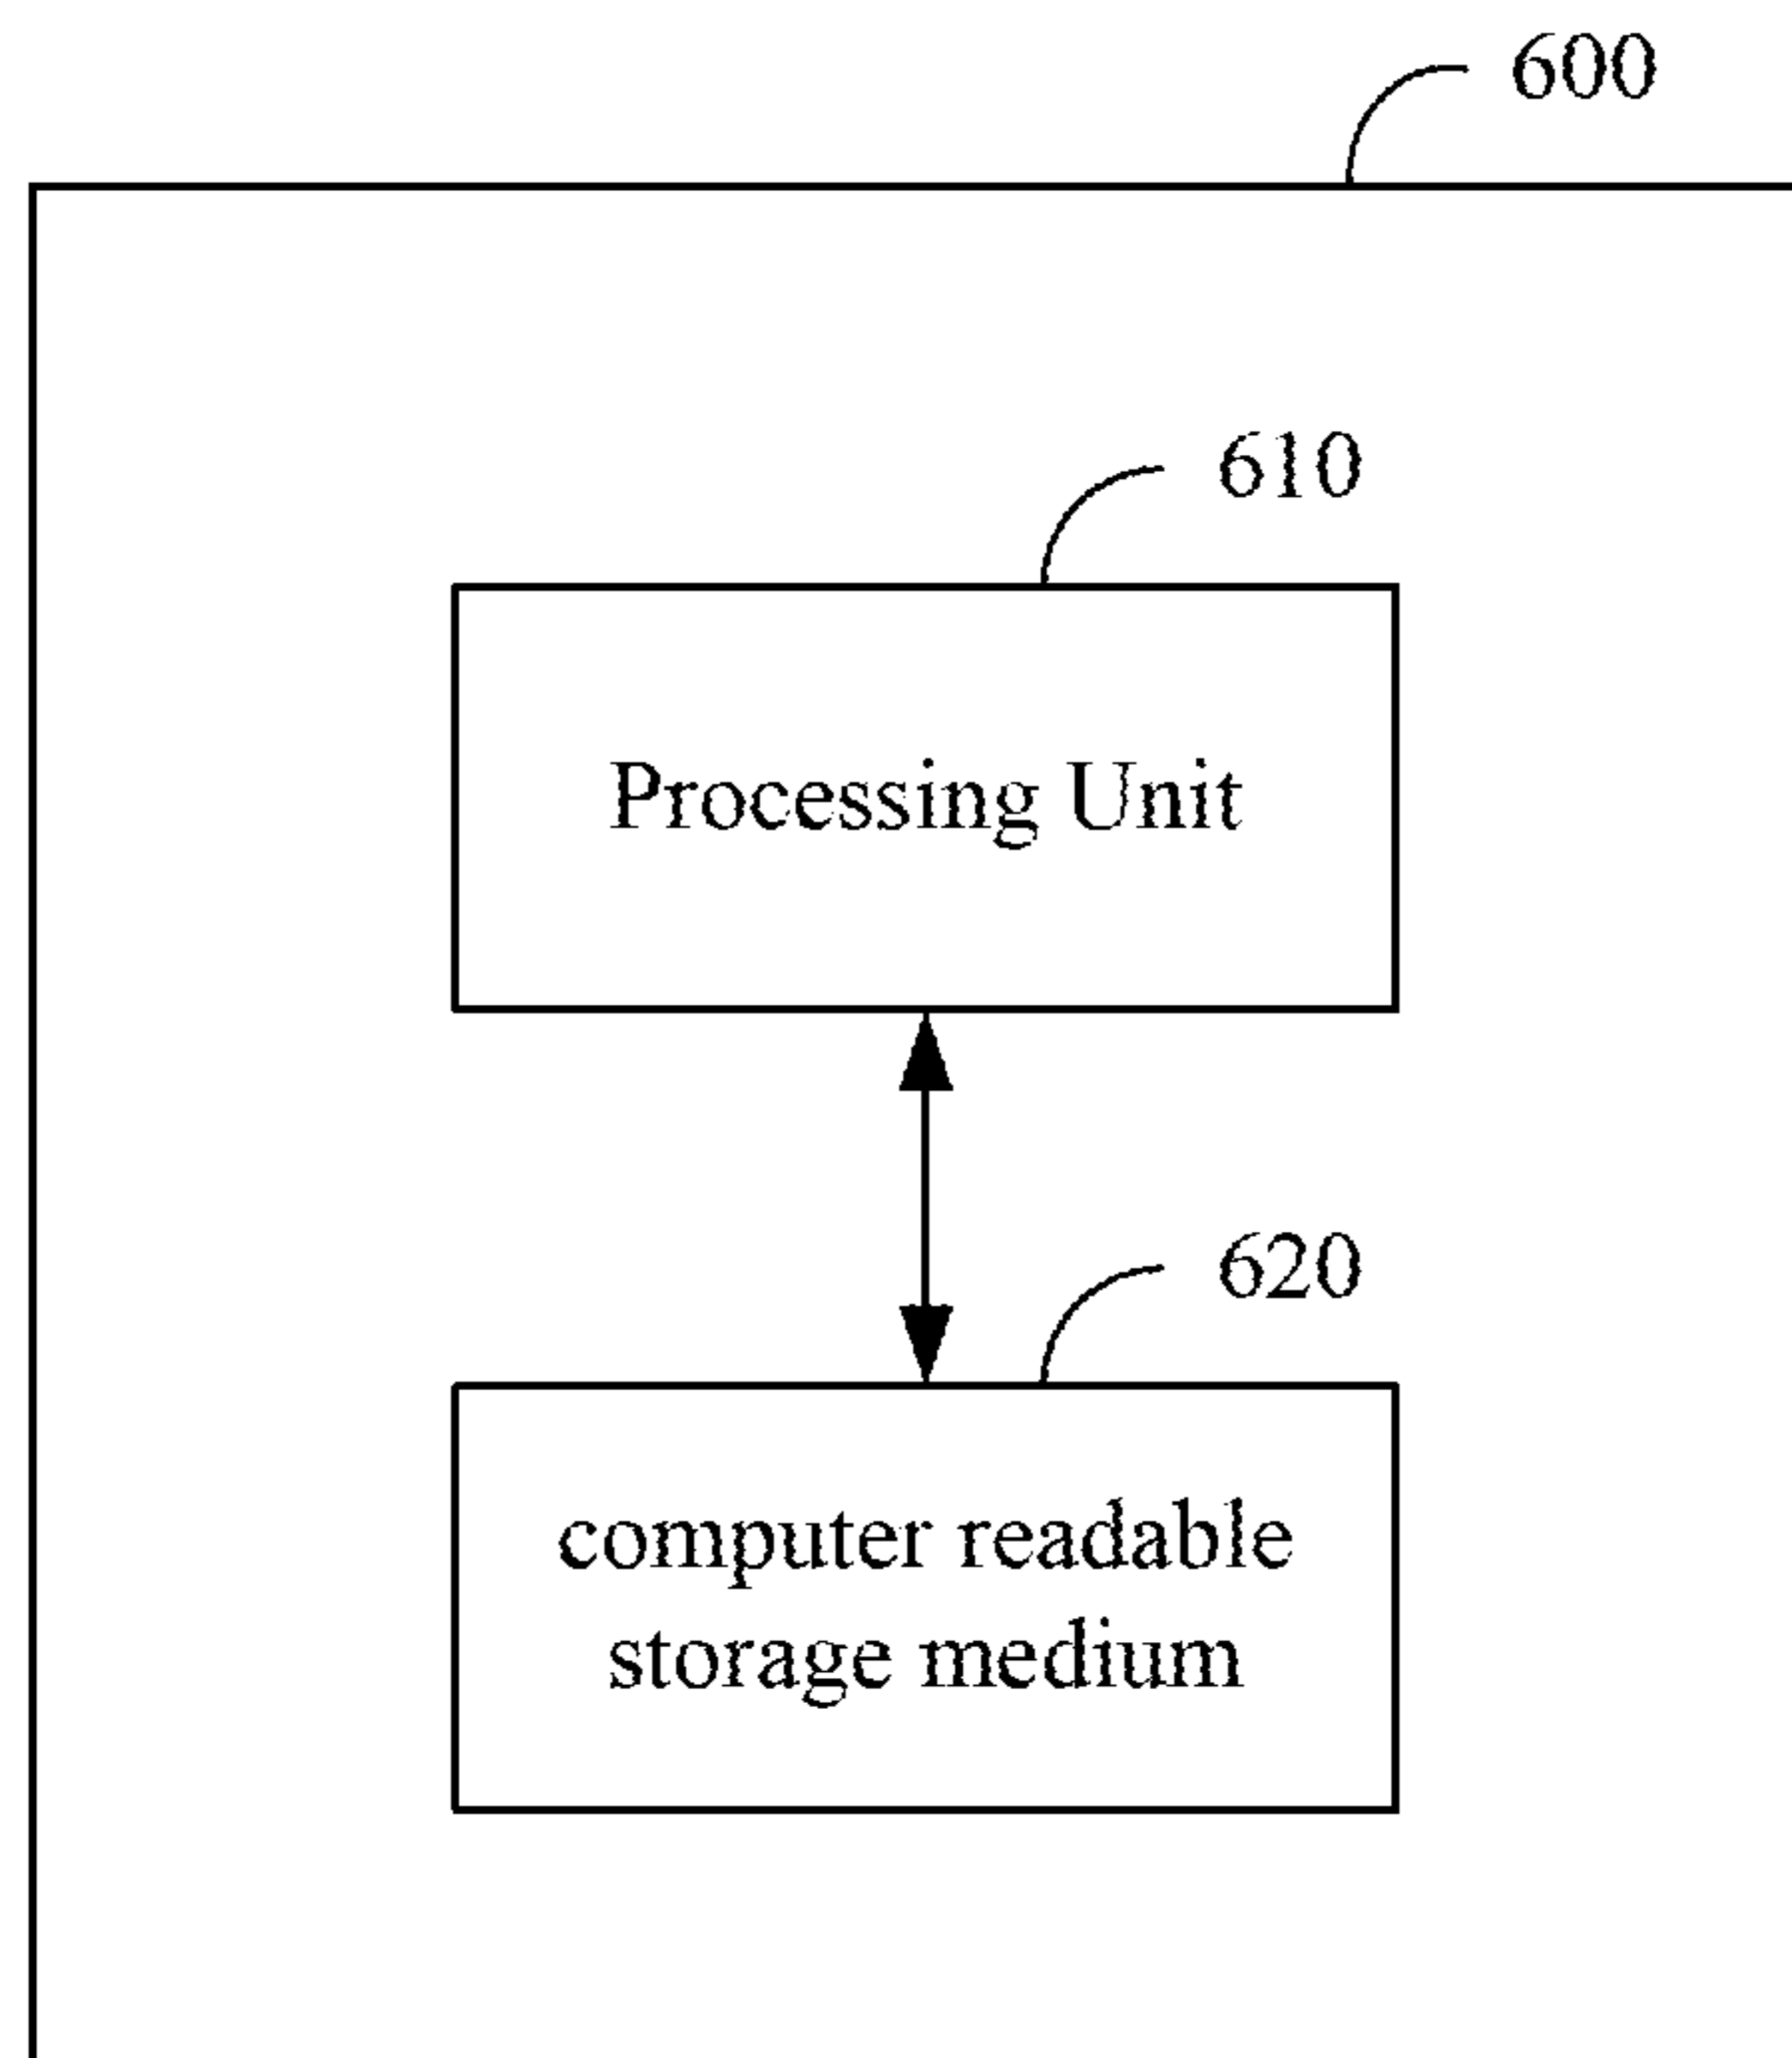 600
610
Processing Unit
620
computer readable
storage medium